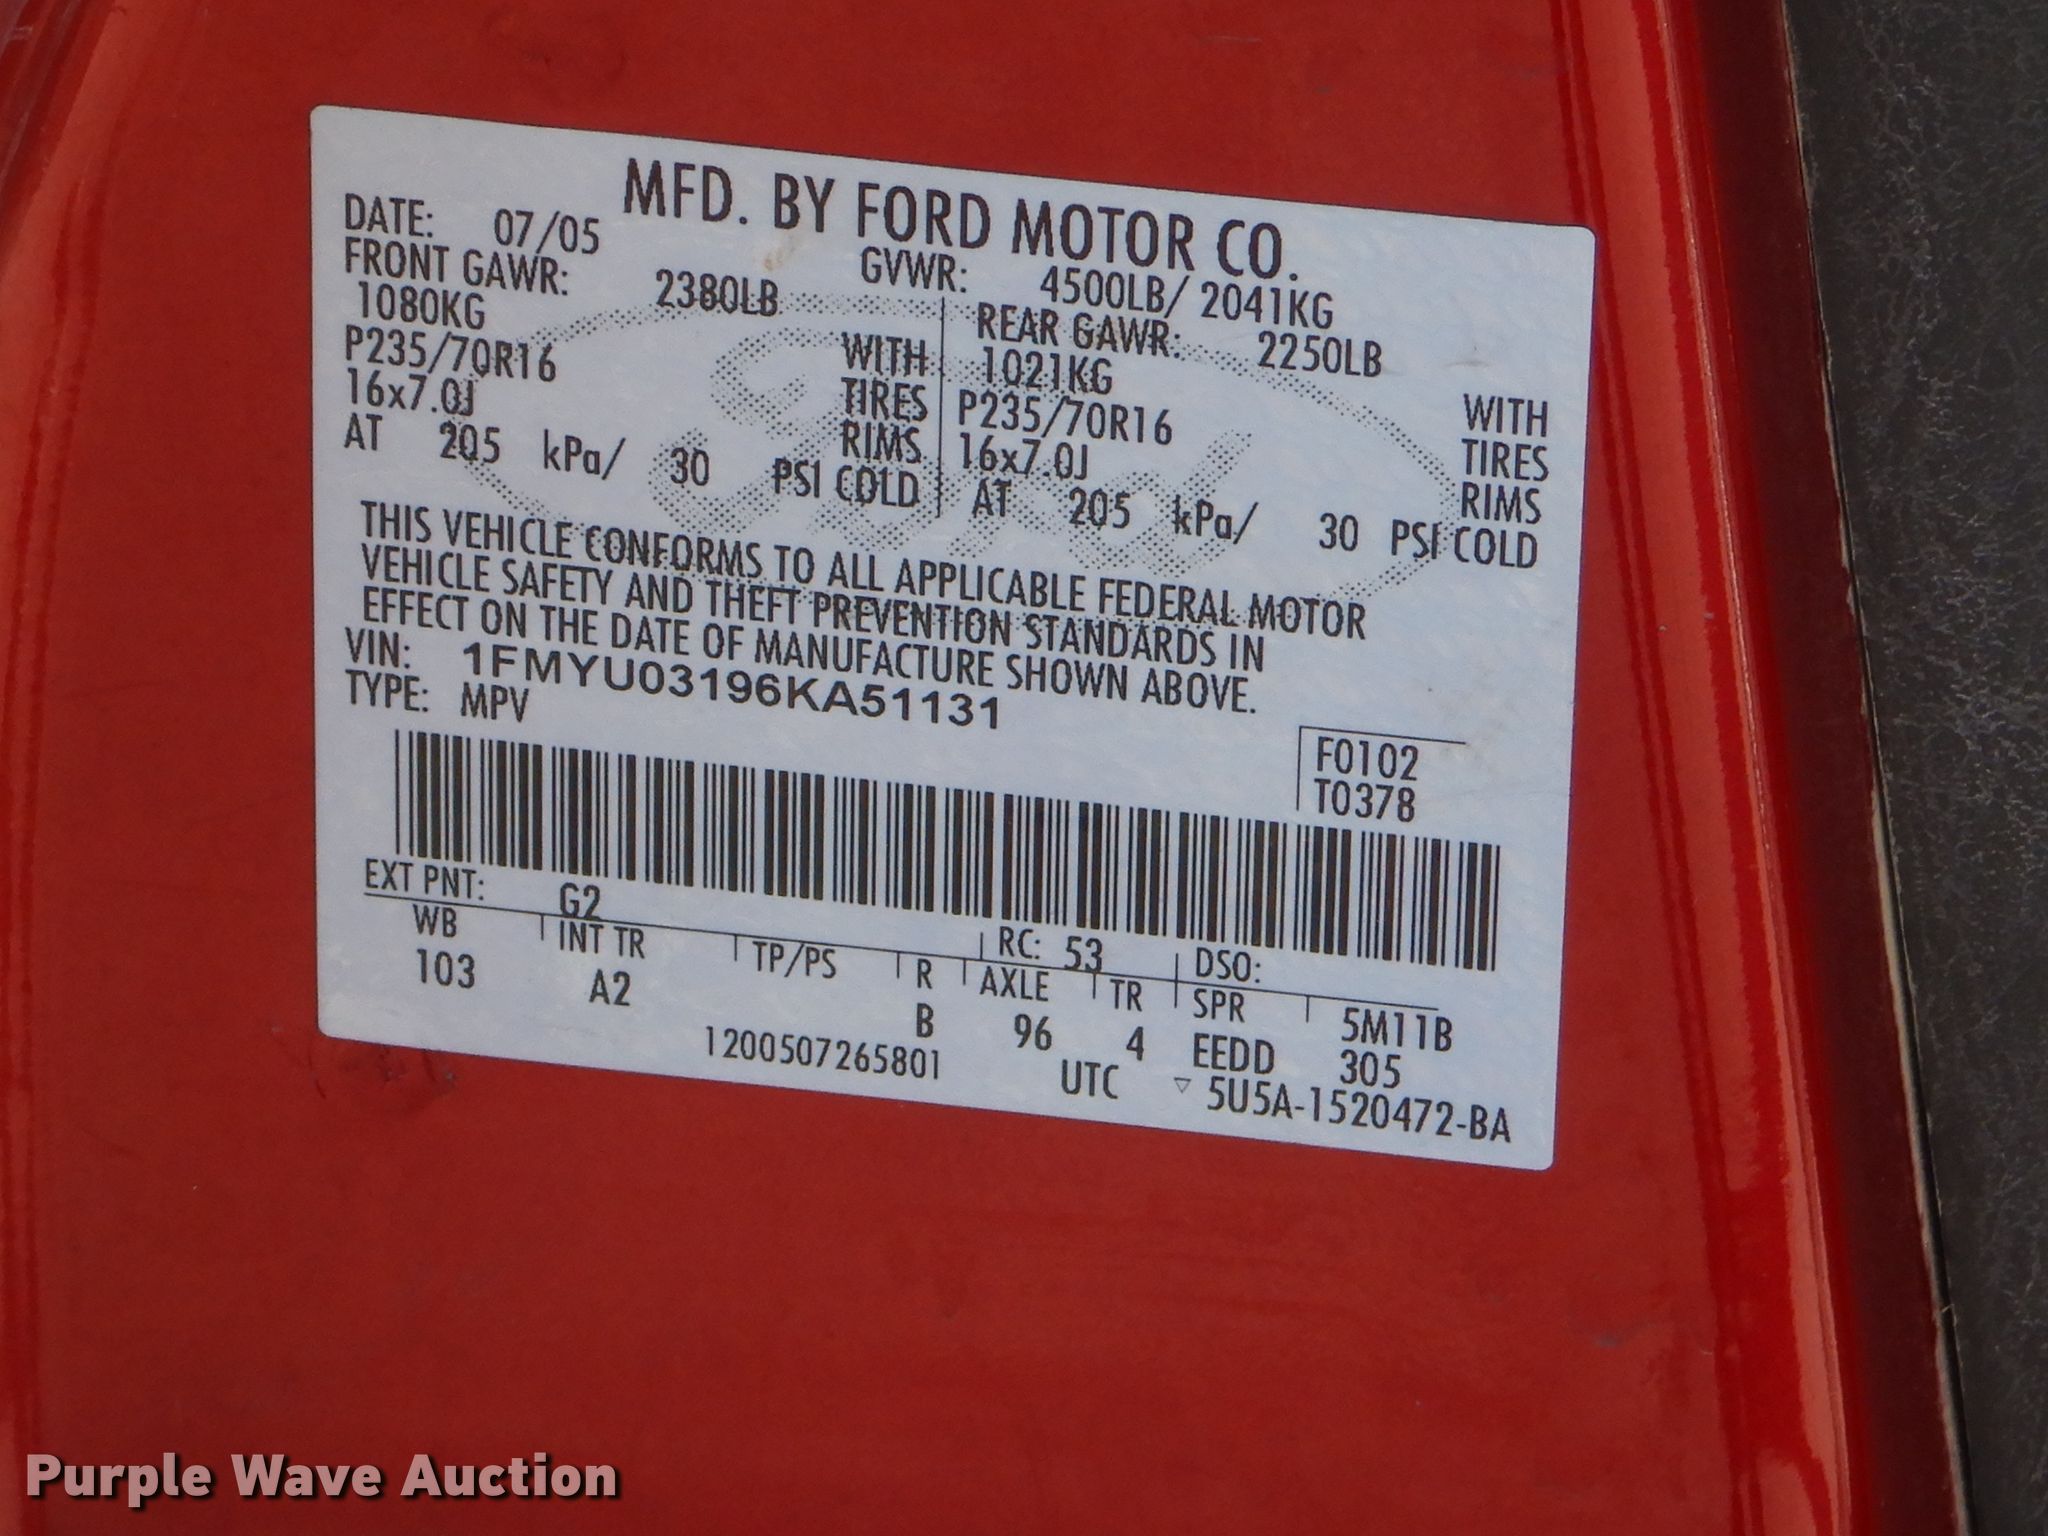 MFD. BY FORD MOTOR CO.
DATE: 07/05 GVWR: 4500LB/ 2041KG
FRONT GAWR: 2380LB REAR GAWR: 2250LB
1080KG WITH 1021KG WITH
P235/70R16 TIRES P235/70R16 TIRES
16x7.0J RIMS 16x7.0J RIMS
AT 205 kPa/ 30 PSI COLD AT 205 kPa/ 30 PSI COLD
THIS VEHICLE CONFORMS TO ALL APPLICABLE FEDERAL MOTOR
VEHICLE SAFETY AND THEFT PREVENTION STANDARDS IN
EFFECT ON THE DATE OF MANUFACTURE SHOWN ABOVE.
VIN: 1FMYU03196KA51131
TYPE: MPV
F0102
T0378
EXT PNT: G2 RC: 53 DSO:
WB INT TR TP/PS R AXLE TR SPR 5M11B
103 A2 B 96 4 EEDD 305
1200507265801 UTC ▽ 5U5A-1520472-BA
Ford
Purple Wave Auction